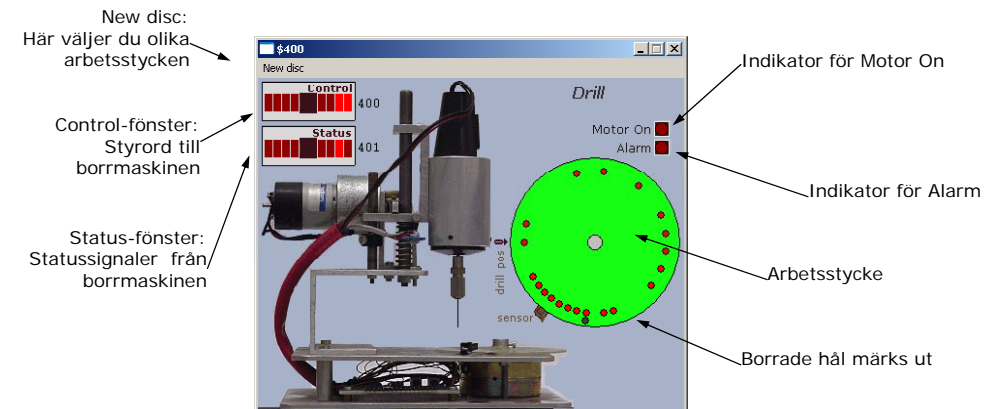 New disc:
Här väljer du olika
arbetsstycken
Control-fönster:
Styrord till
borrmaskinen
Status-fönster:
Statussignaler från
borrmaskinen
$400
New disc
Control
400
Status
401
Drill
Motor On
Alarm
drill pos
sensor
Indikator för Motor On
Indikator för Alarm
Arbetsstycke
Borrade hål märks ut